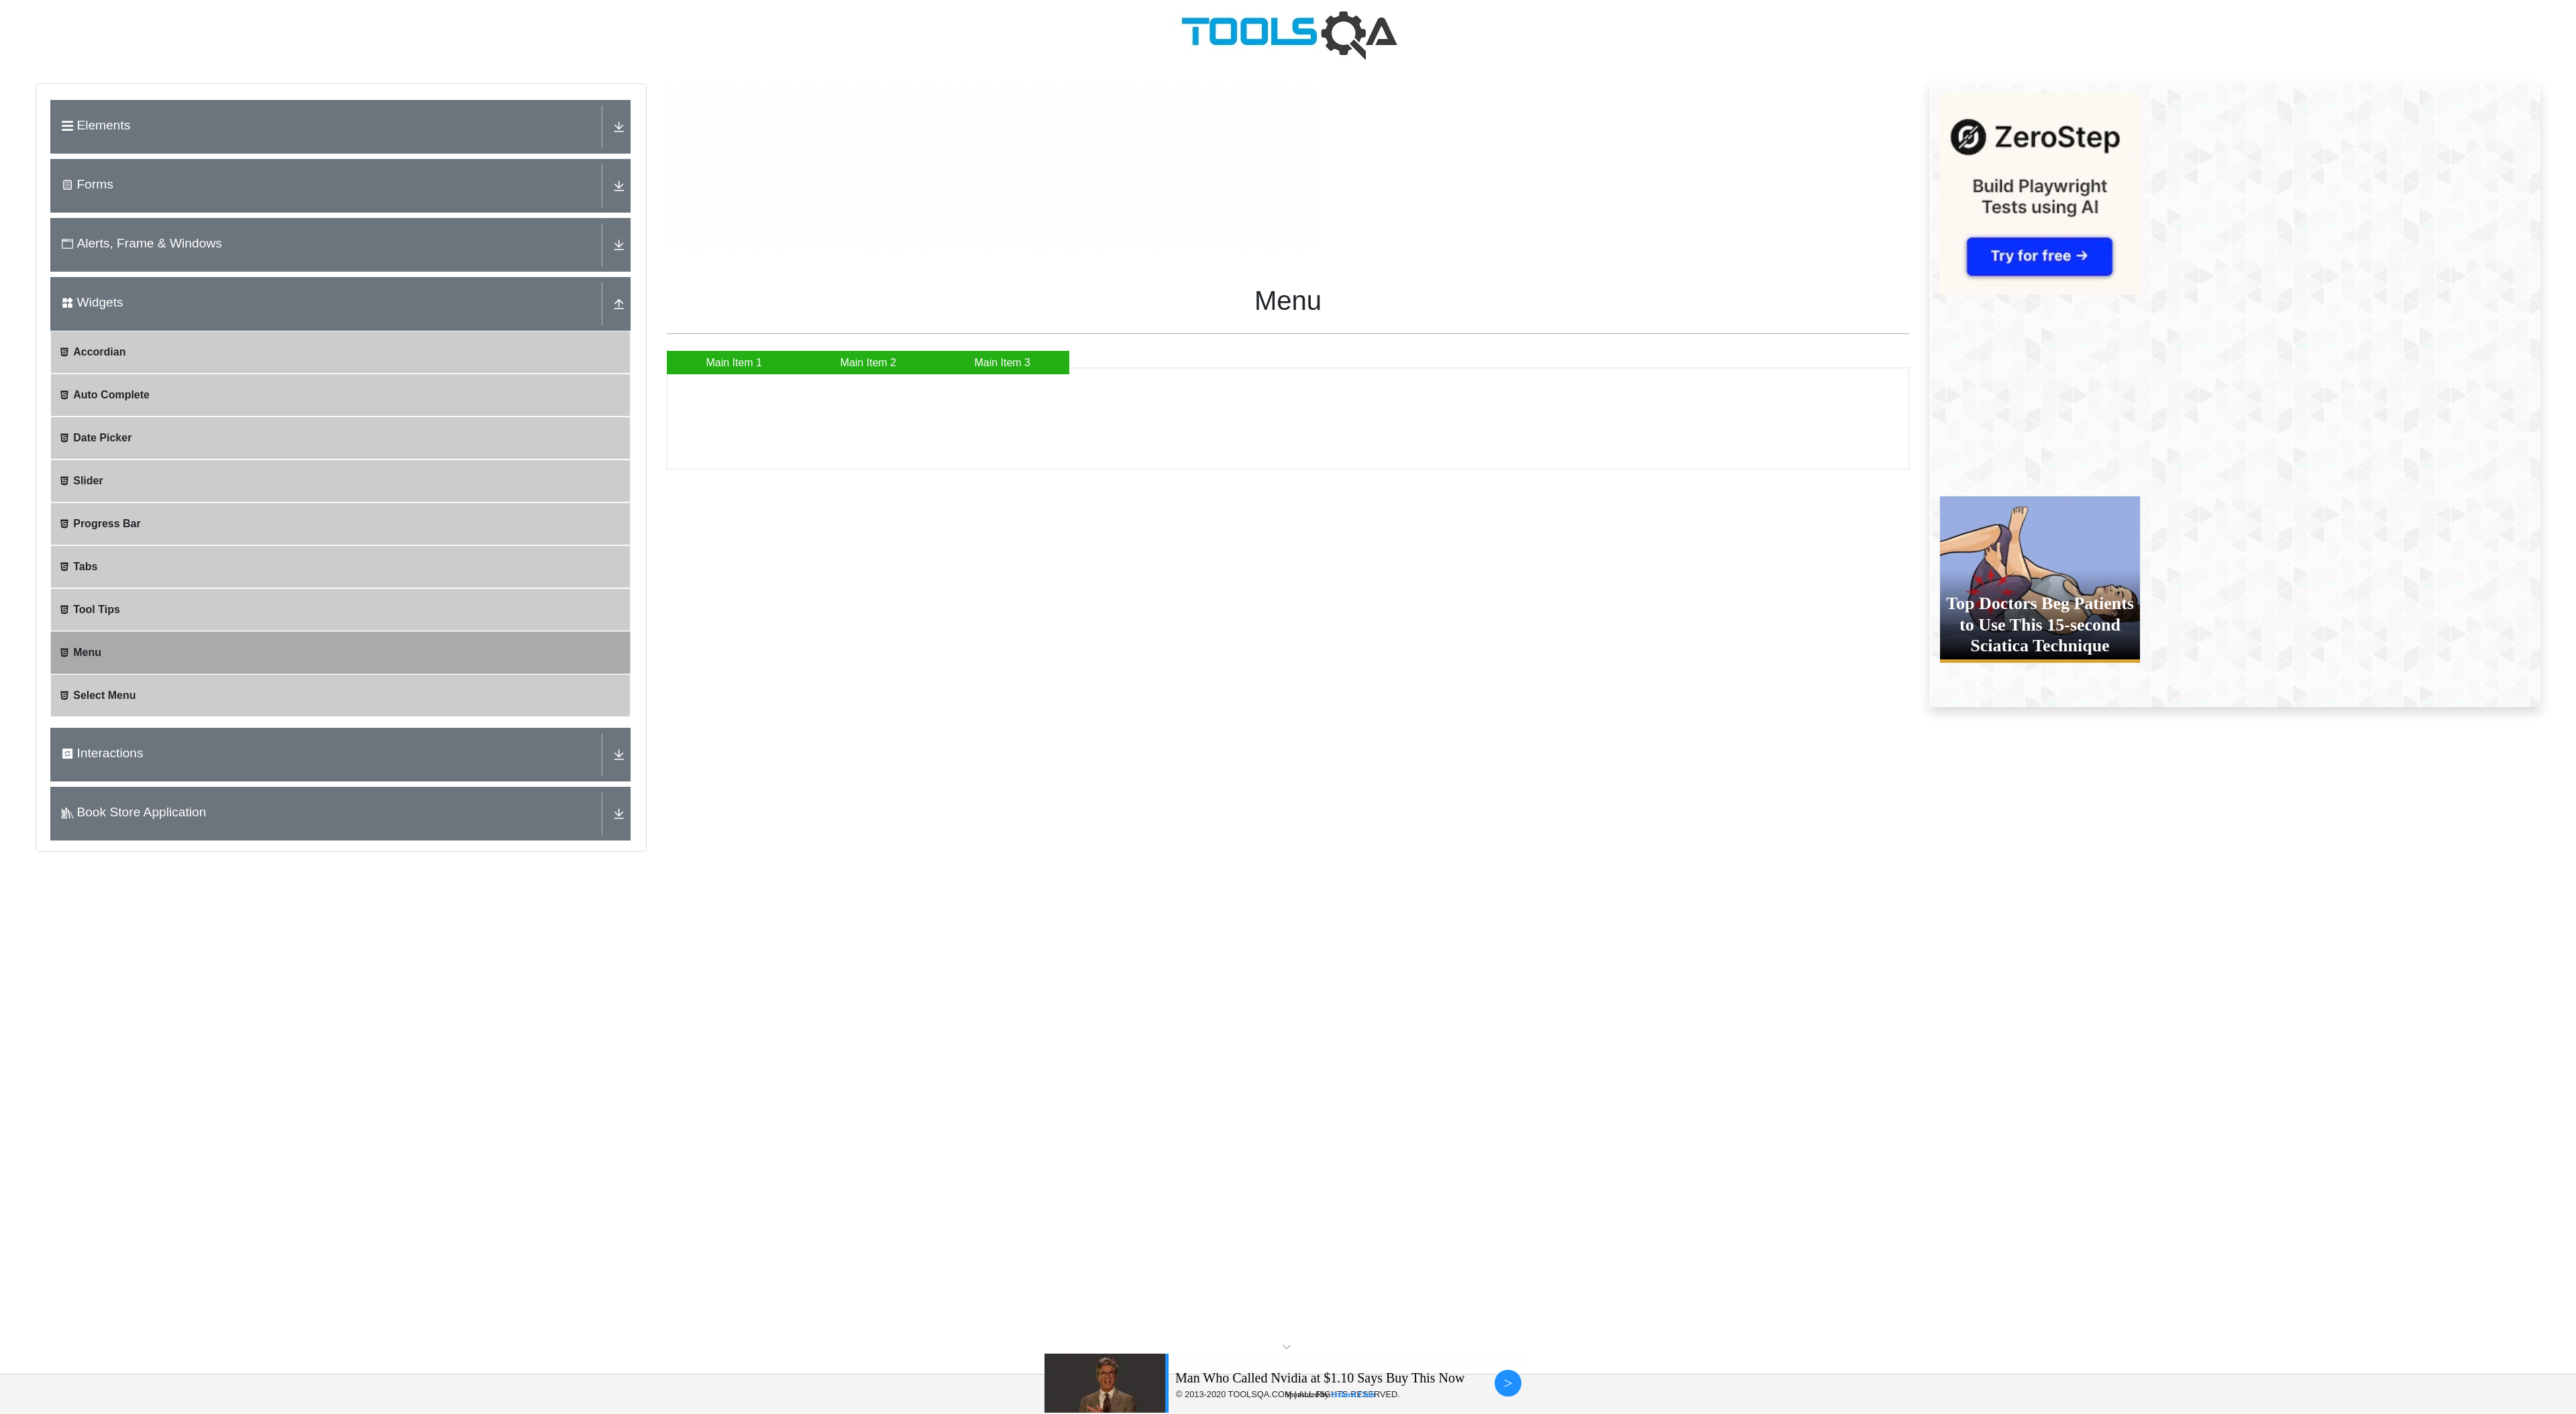 TOOLSQA
Elements
Forms
Alerts, Frame & Windows
Widgets
Accordian
Auto Complete
Date Picker
Slider
Progress Bar
Tabs
Tool Tips
Menu
Select Menu
Interactions
Book Store Application
Menu
Main Item 1
Main Item 2
Main Item 3
ZeroStep
Build Playwright
Tests using AI
Try for free →
Top Doctors Beg Patients
to Use This 15-second
Sciatica Technique
Man Who Called Nvidia at $1.10 Says Buy This Now
>
© 2013-2020 TOOLSQA.COM | ALL RIGHTS RESERVED.